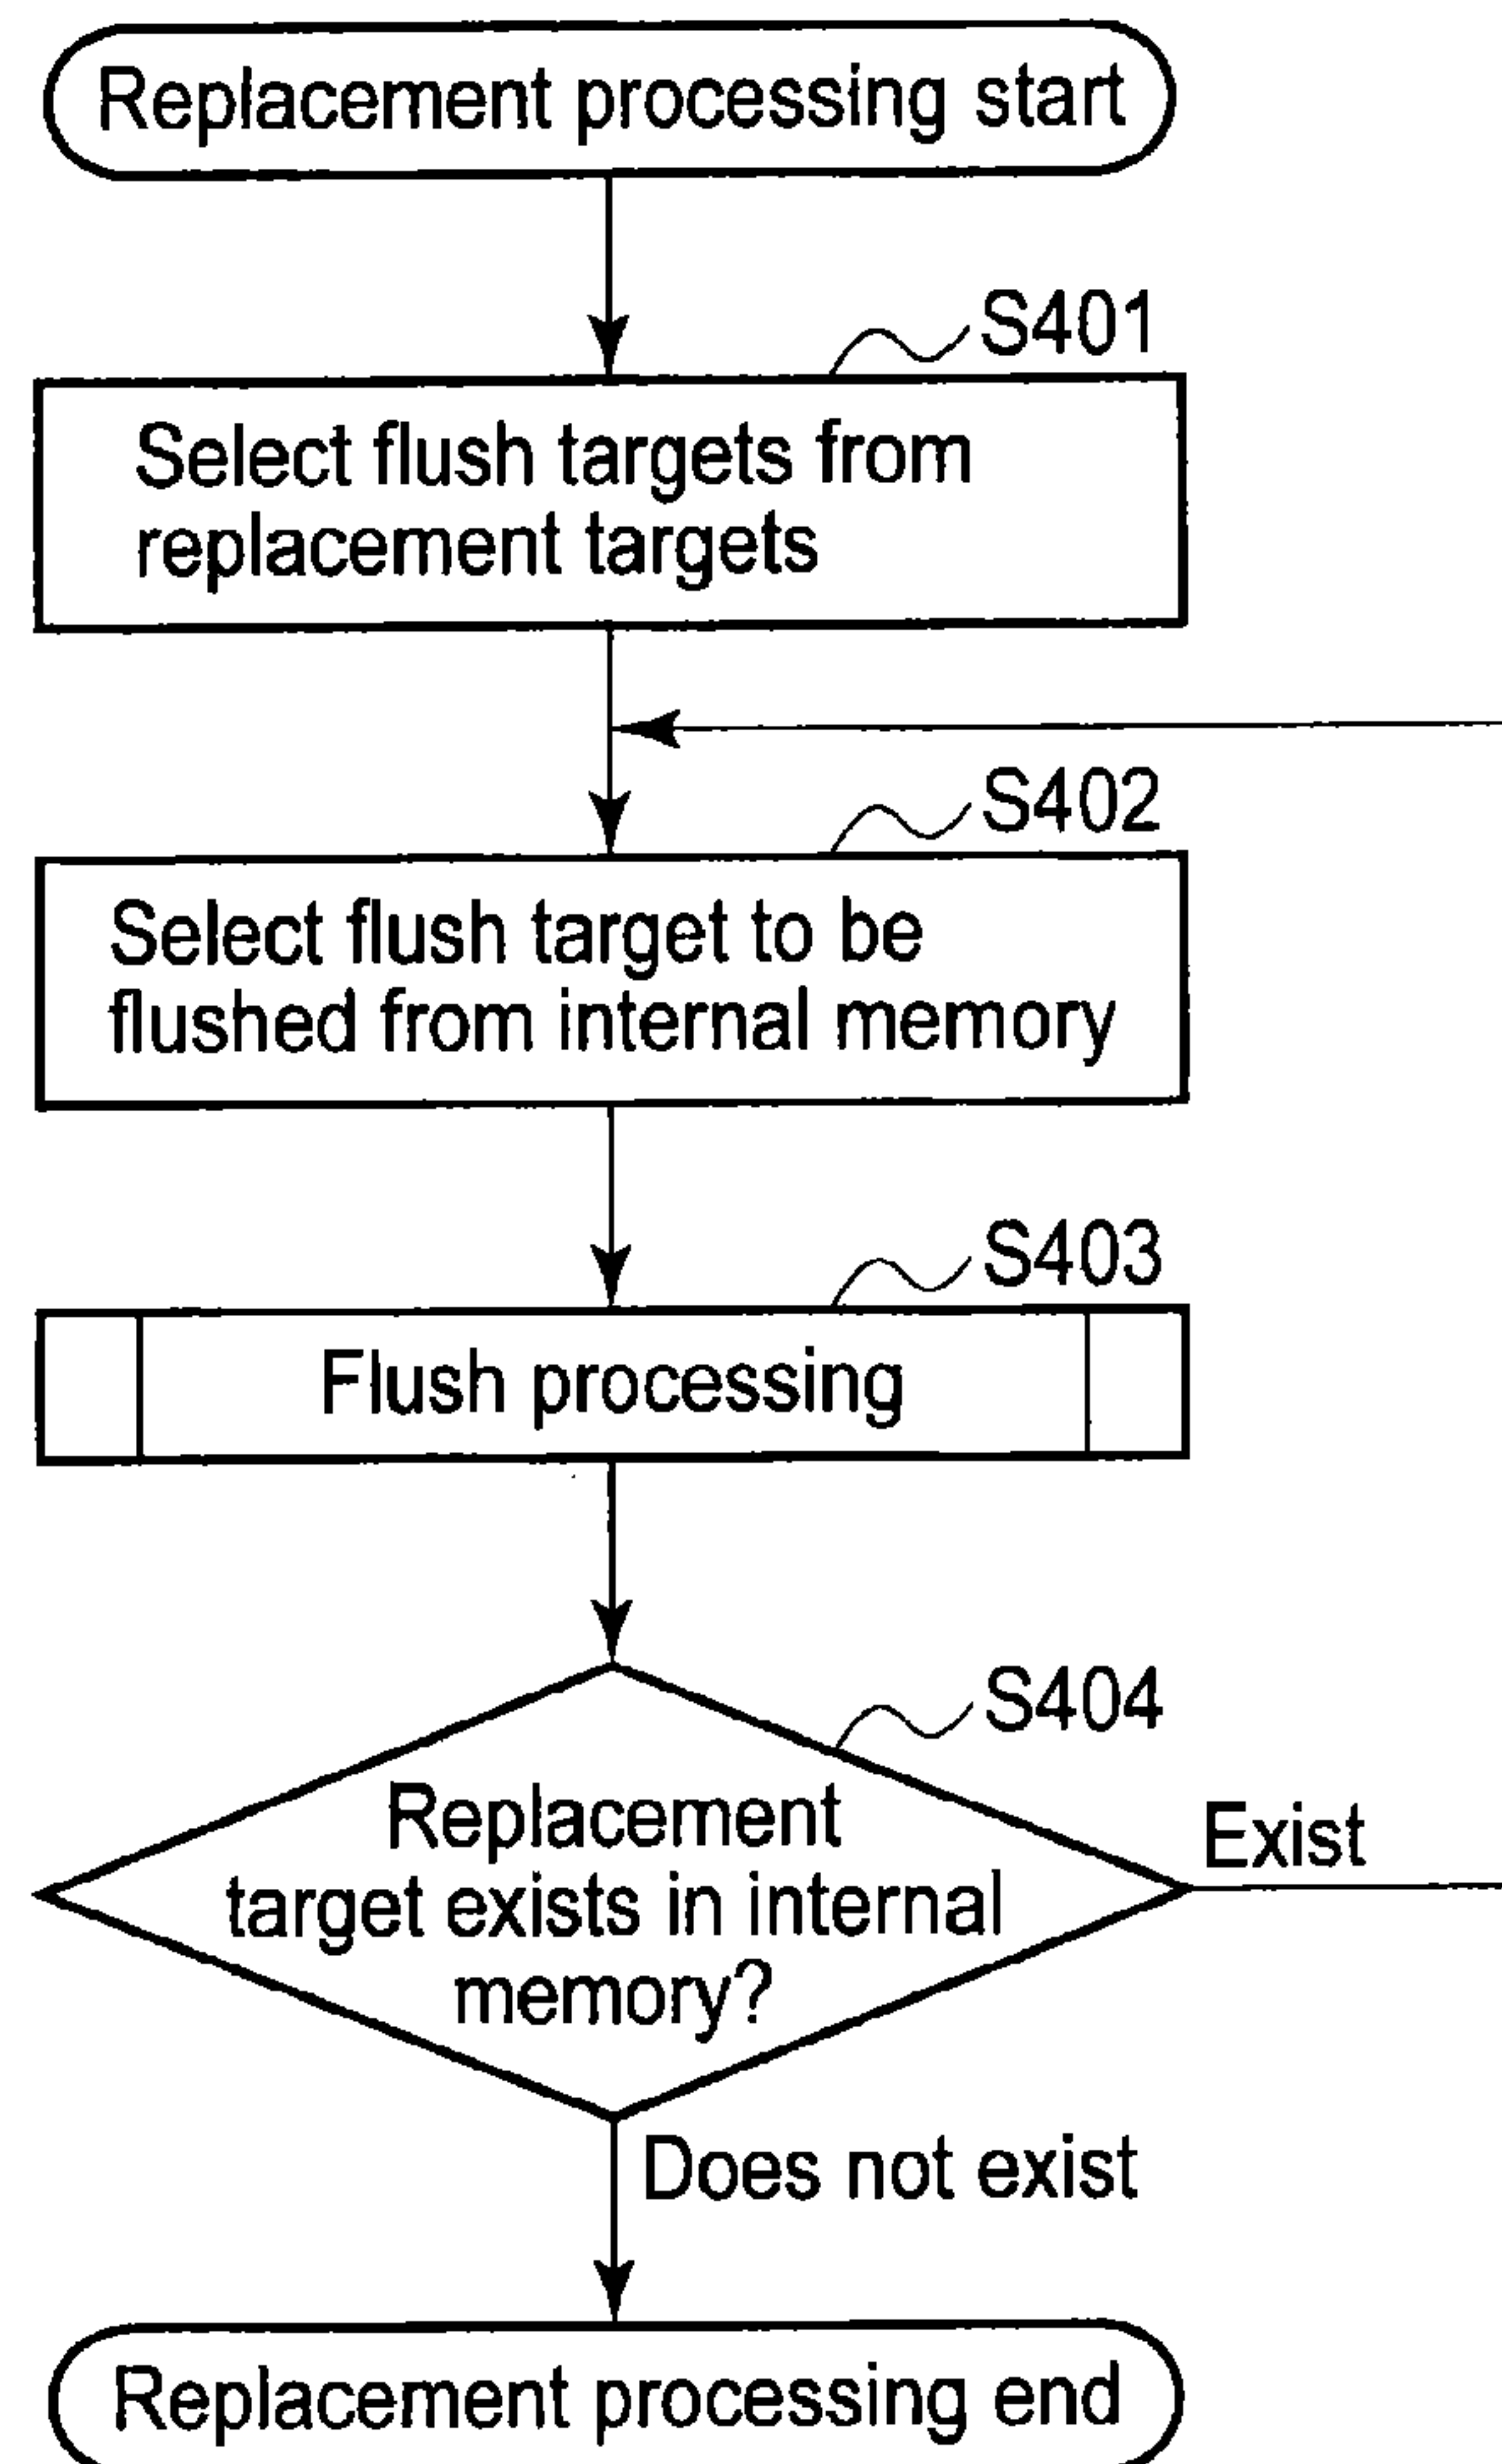 Replacement processing start
S401
Select flush targets from
replacement targets
S402
Select flush target to be
flushed from internal memory
S403
Flush processing
S404
Replacement
target exists in internal
memory?
Exist
Does not exist
Replacement processing end